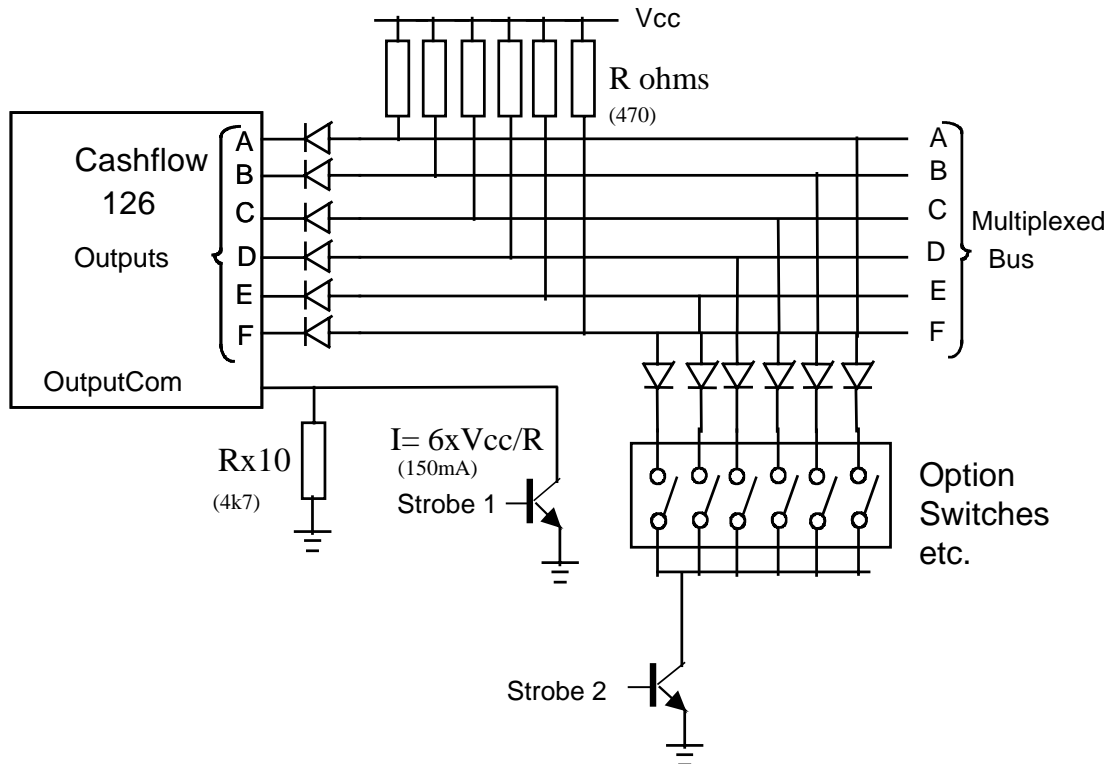 Vcc
R ohms
(470)
Cashflow
126
Outputs
A
B
C
D
E
F
OutputCom
A
B
C
D
E
F
Multiplexed
Bus
Rx10
(4k7)
I= 6xVcc/R
(150mA)
Strobe 1
Option
Switches
etc.
Strobe 2